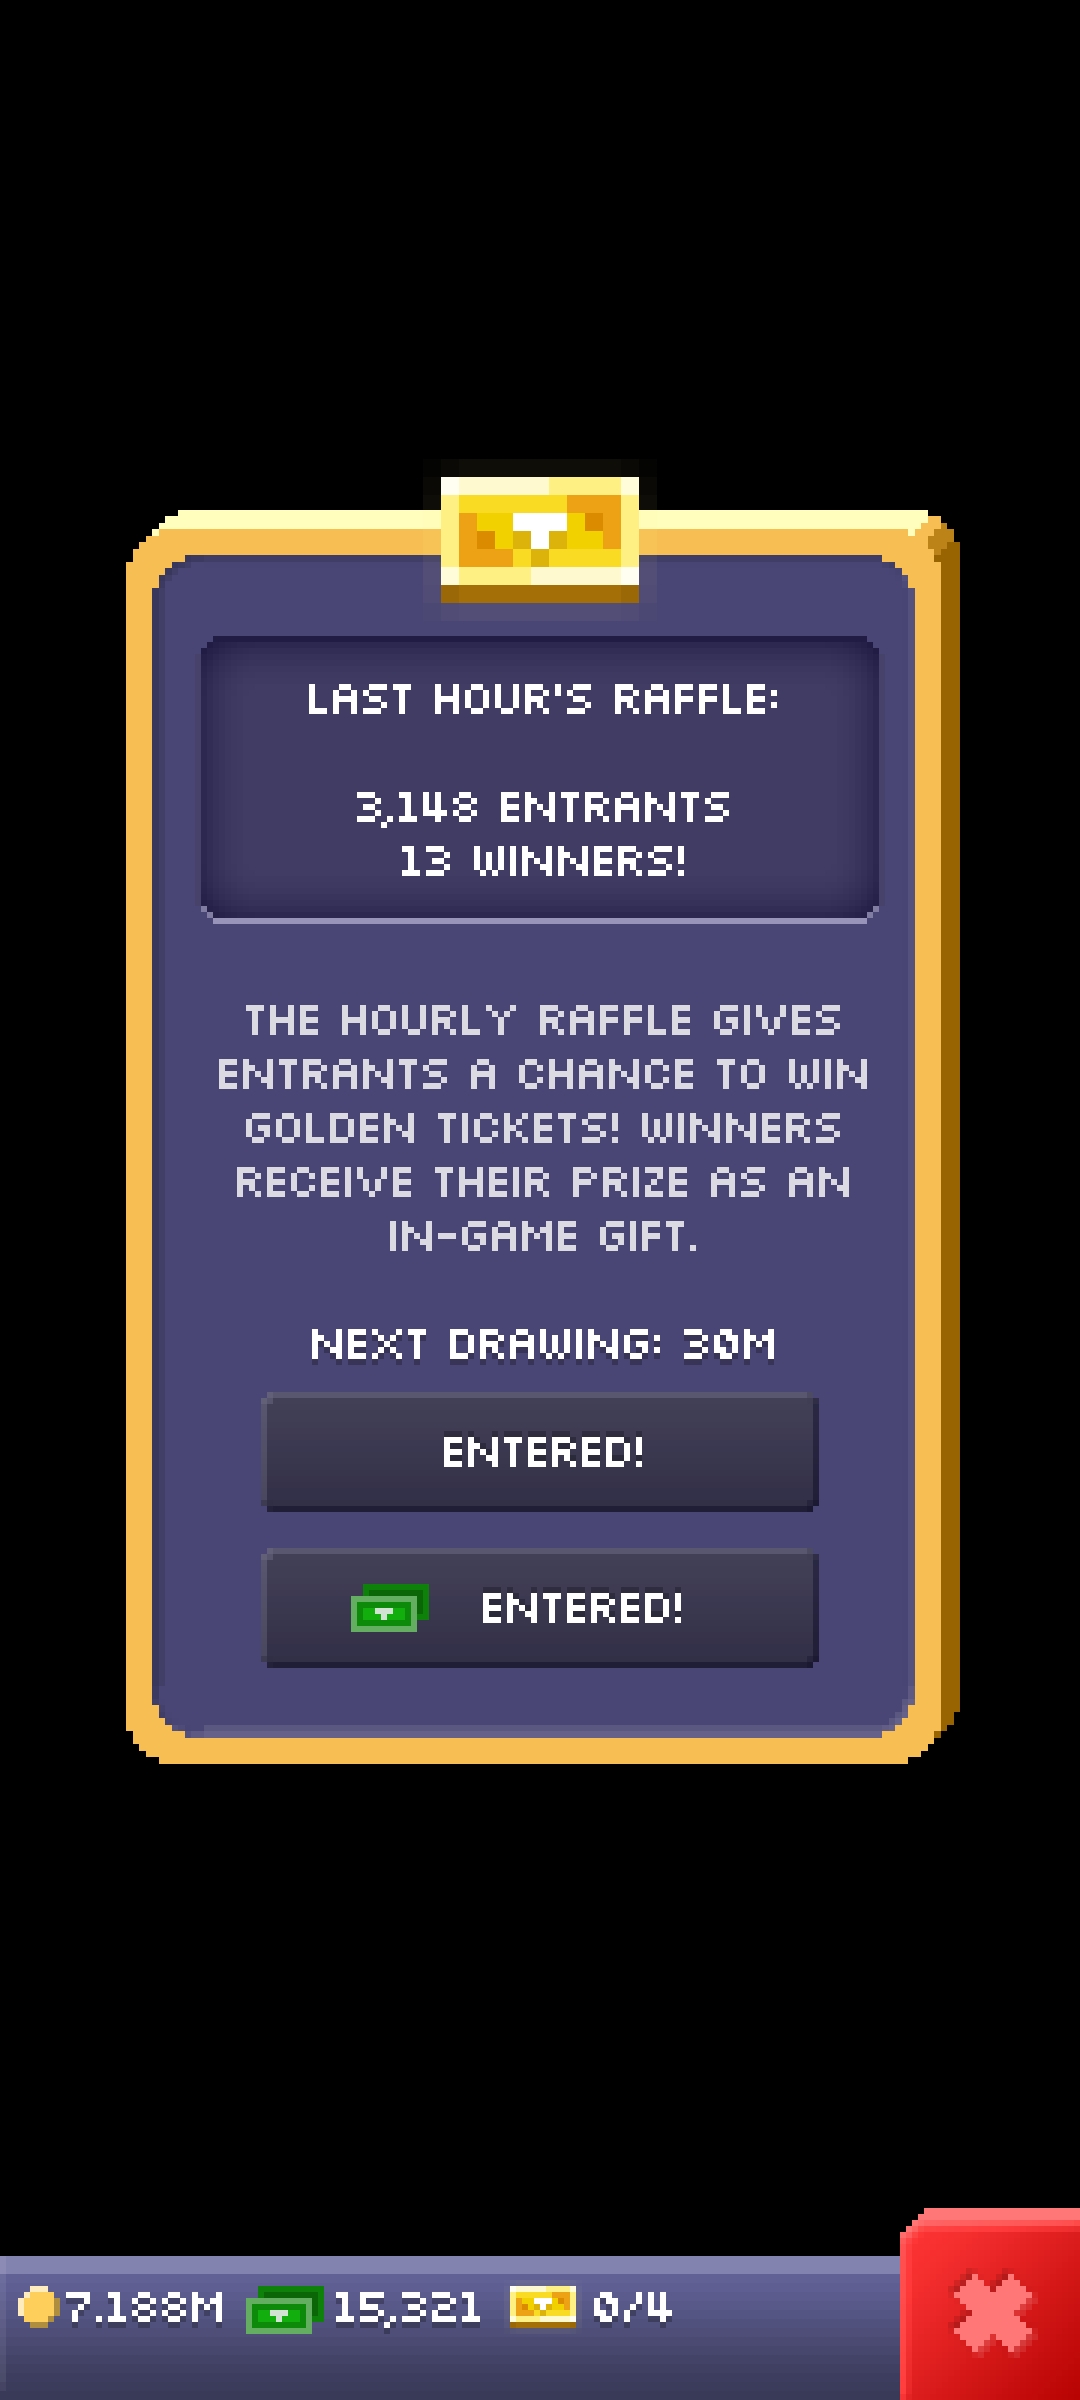 LAST HOUR'S RAFFLE:
3,148 ENTRANTS
13 WINNERS!
THE HOURLY RAFFLE GIVES
ENTRANTS A CHANCE TO WIN
GOLDEN TICKETS! WINNERS
RECEIVE THEIR PRIZE AS AN
IN-GAME GIFT.
NEXT DRAWING: 30M
ENTERED!
ENTERED!
7.188M 15,321 0/4